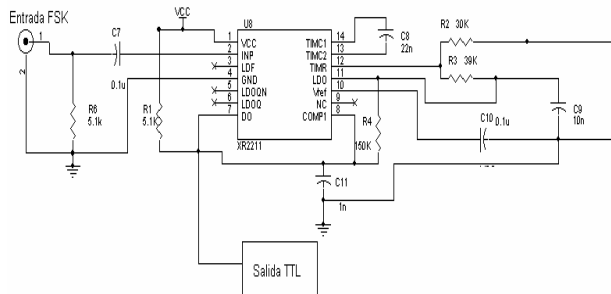 Entrada FSK
1
2
C7
0.1u
R6
5.1k
VCC
R1
5.1K
U8
1 VCC TIMC1 14
2 INP TIMC2 13
3 LDF TIMR 12
4 GND LDO 11
5 LDOQN Vref 10
6 LDOQ NC 9
7 DO COMP1 8
XR2211
C8
22n
R2 30K
R3 39K
C9
10n
C10 0.1u
R4
150K
C11
1n
Salida TTL